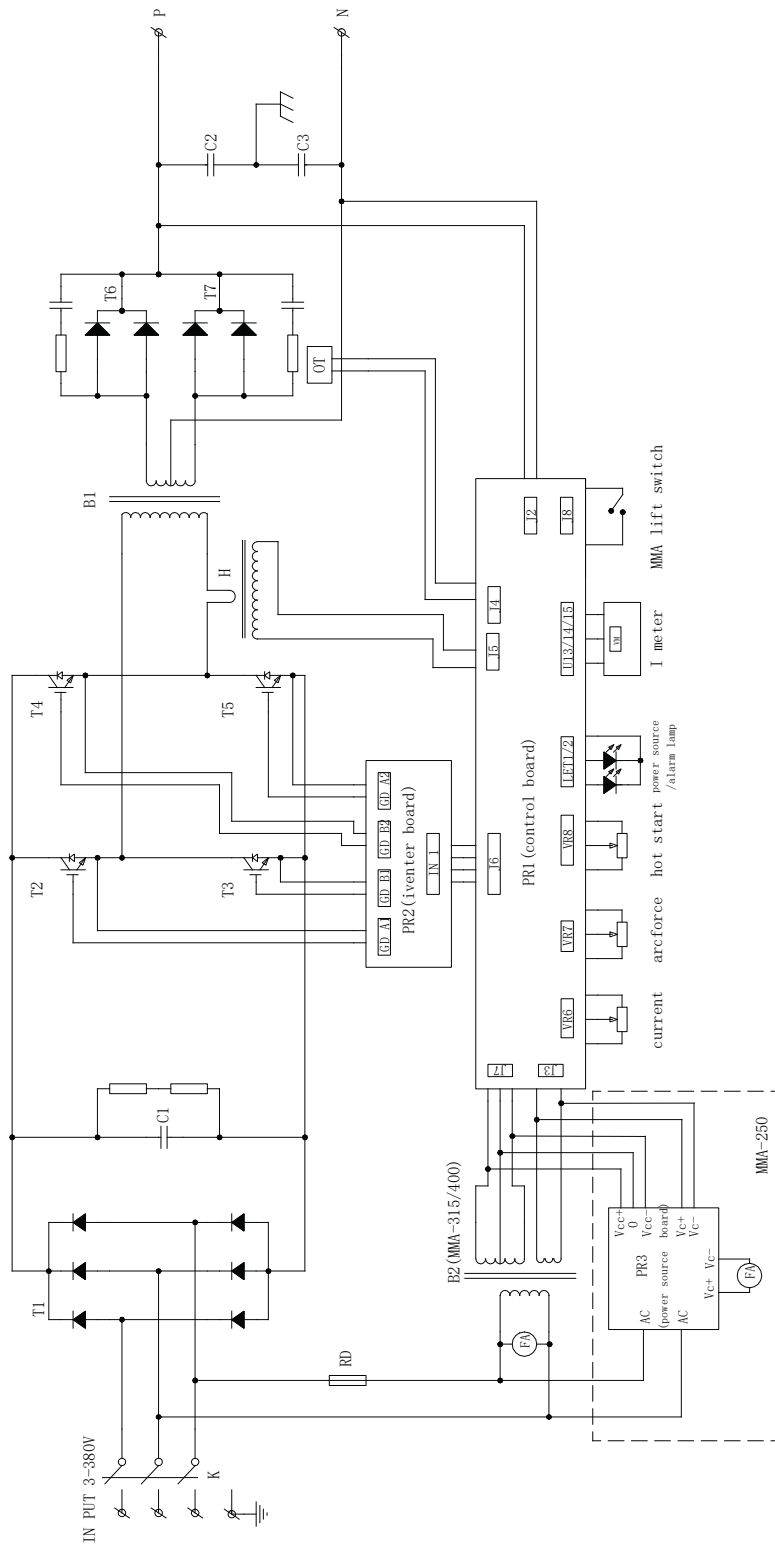 IN PUT 3-380V
K
T1
C1
T2
T3
T4
T5
H
B1
T6
T7
C2
C3
P
N
OT
RD
FA
B2(MMA-315/400)
GD A1
GD B1
GD B2
GD A2
PR2(iventer board)
IN 1
J7
J3
J6
J5
J4
J2
J8
PR1(control board)
VR6
VR7
VR8
LET1/2
U13/14/15
VM
current
arcforce
hot start
power source
/alarm lamp
I meter
MMA lift switch
AC
AC
PR3
(power source board)
Vcc+
0
Vcc-
Vc+
Vc-
Vc+
Vc-
FA
MMA-250